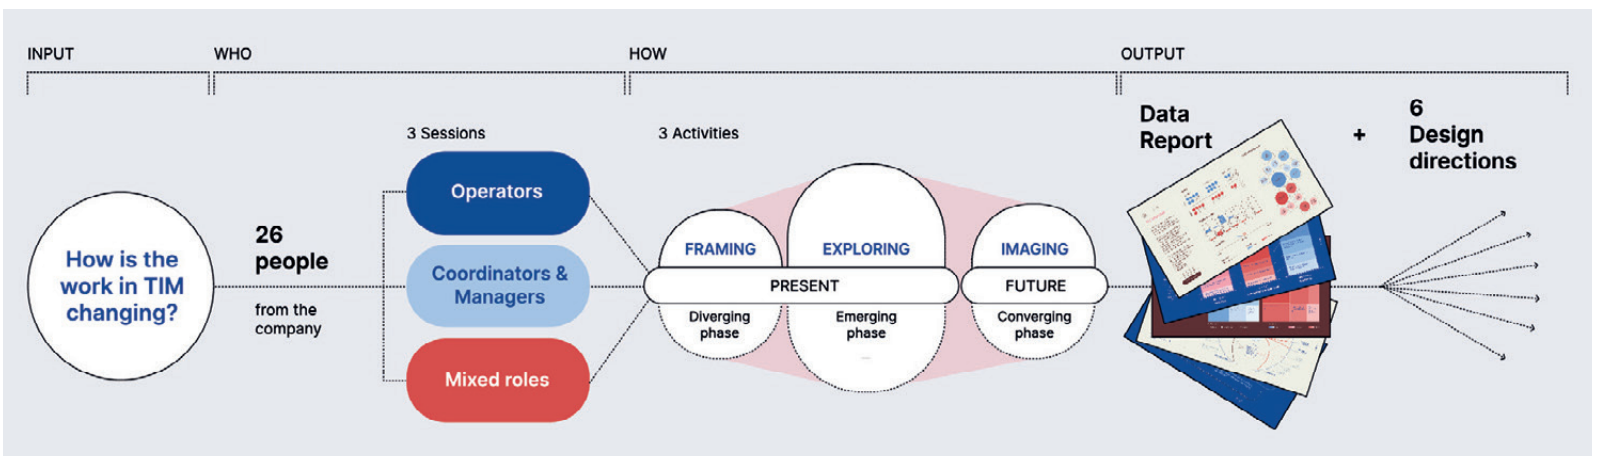 INPUT
WHO
HOW
OUTPUT
How is the
work in TIM
changing?
26
people
from the
company
3 Sessions
Operators
Coordinators &
Managers
Mixed roles
3 Activities
FRAMING
EXPLORING
IMAGING
PRESENT
FUTURE
Diverging
phase
Emerging
phase
Converging
phase
Data
Report
+
6
Design
directions